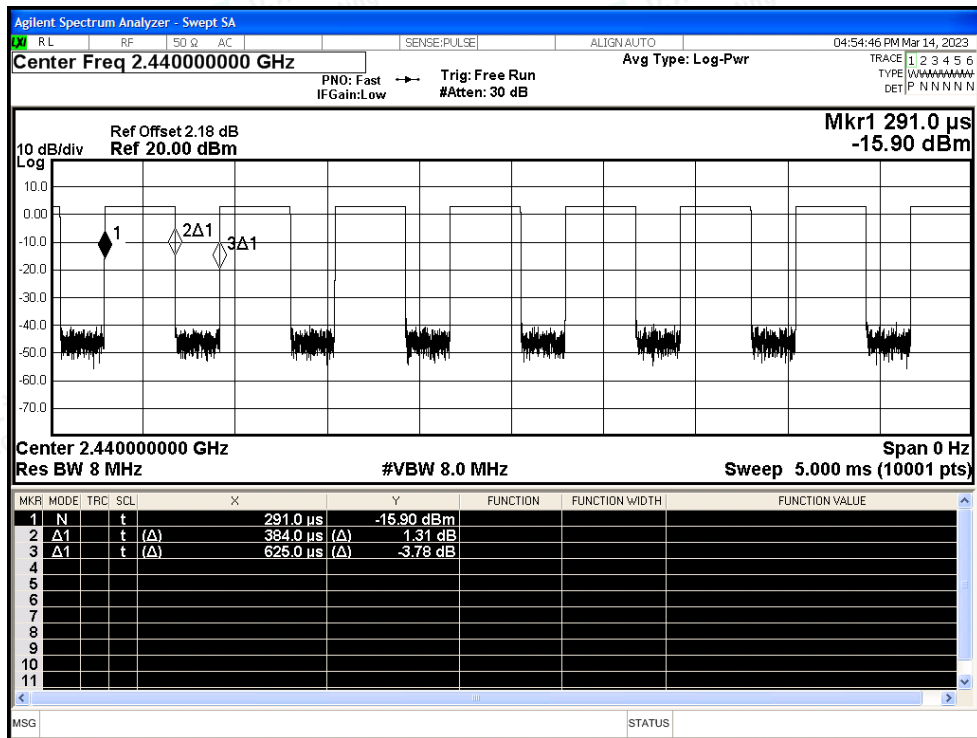 Agilent Spectrum Analyzer - Swept SA
LXI RL RF 50 Ω AC SENSE:PULSE ALIGN AUTO 04:54:46 PM Mar 14, 2023
Center Freq 2.440000000 GHz Avg Type: Log-Pwr TRACE 1 2 3 4 5 6
PNO: Fast Trig: Free Run TYPE WWWWWW
IFGain:Low #Atten: 30 dB DET P N N N N N
Mkr1 291.0 µs
Ref Offset 2.18 dB
10 dB/div Ref 20.00 dBm -15.90 dBm
Log
10.0
0.00
1 2Δ1
-10.0 3Δ1
-20.0
-30.0
-40.0
-50.0
-60.0
-70.0
Center 2.440000000 GHz Span 0 Hz
Res BW 8 MHz #VBW 8.0 MHz Sweep 5.000 ms (10001 pts)
MKR MODE TRC SCL X Y FUNCTION FUNCTION WIDTH FUNCTION VALUE
1 N t 291.0 µs -15.90 dBm
2 Δ1 t (Δ) 384.0 µs (Δ) 1.31 dB
3 Δ1 t (Δ) 625.0 µs (Δ) -3.78 dB
4
5
6
7
8
9
10
11
MSG STATUS